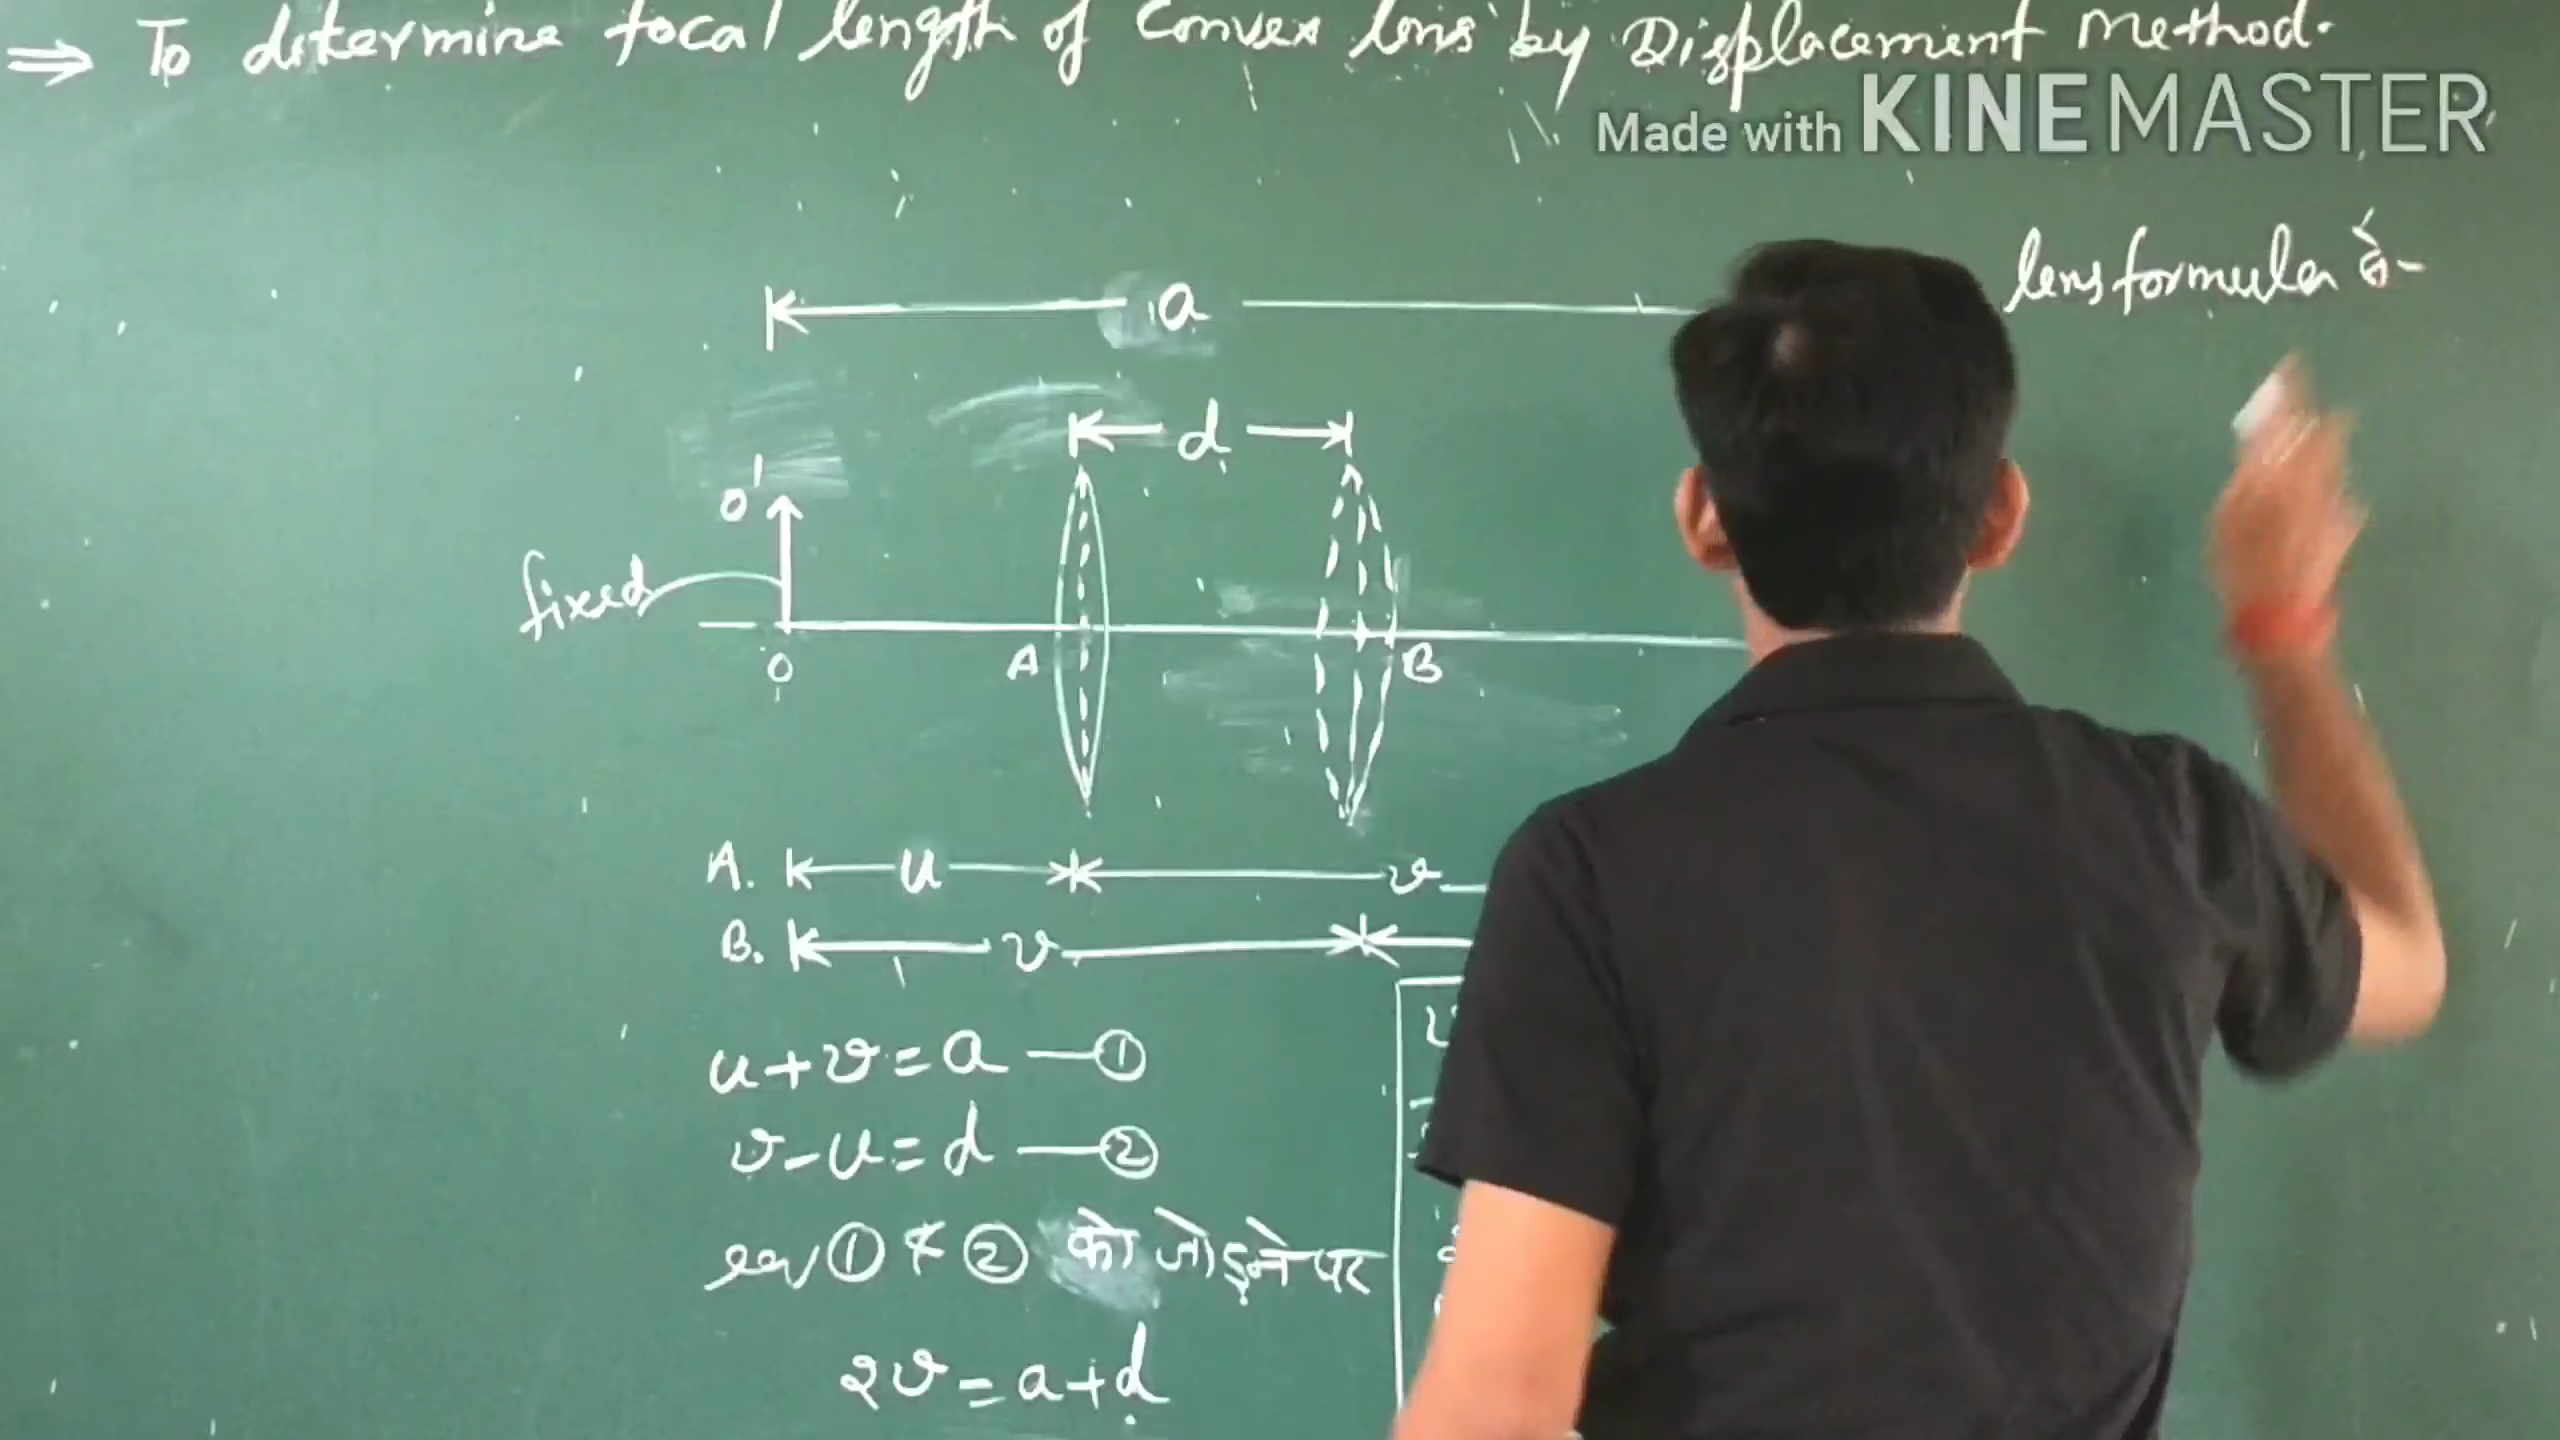 ⇒ To determine focal length of Convex lens by Displacement Method.
Made with KINEMASTER
lens formula से-
a
d
O'
fixed
O
A
B
A. u v
B. v
u+v=a —①
v-u=d —②
① & ② को जोड़ने पर
2v=a+d